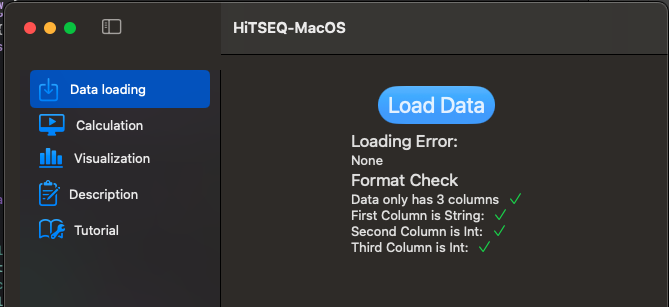 HiTSEQ-MacOS
Data loading
Calculation
Visualization
Description
Tutorial
Load Data
Loading Error:
None
Format Check
Data only has 3 columns ✓
First Column is String: ✓
Second Column is Int: ✓
Third Column is Int: ✓